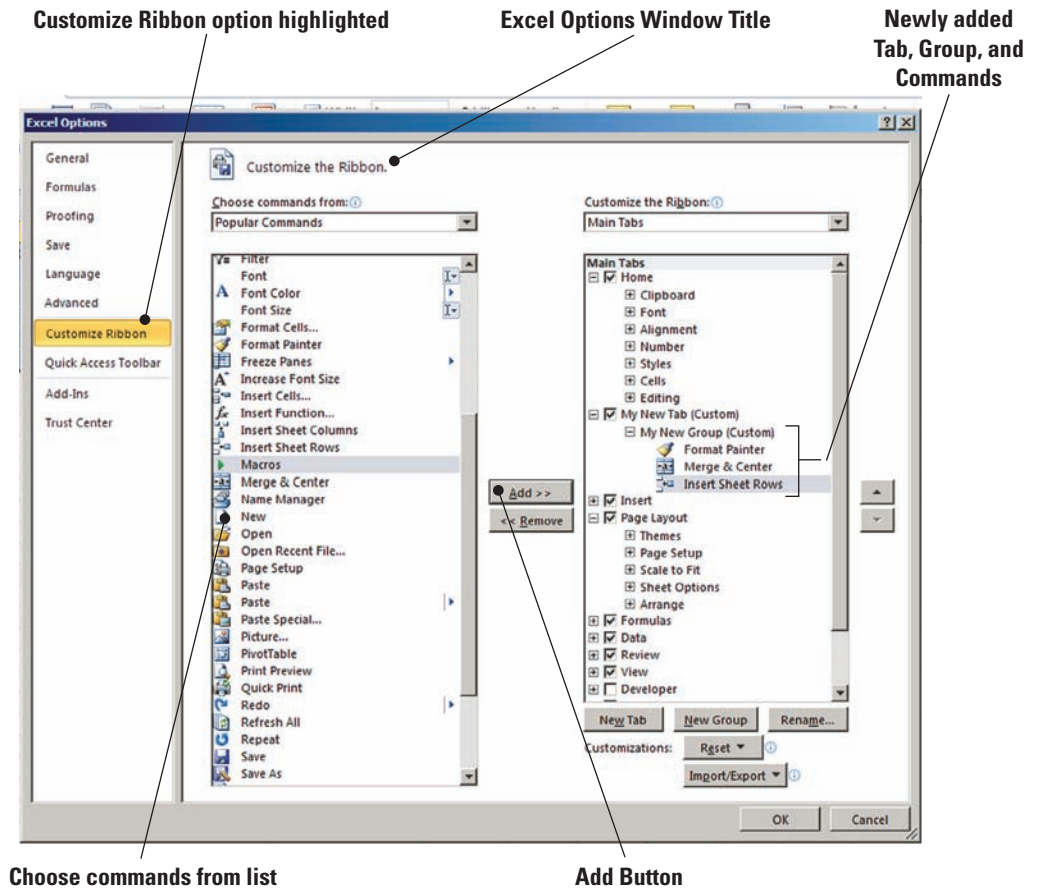 Customize Ribbon option highlighted
Excel Options Window Title
Newly added
Tab, Group, and
Commands
Excel Options
General
Formulas
Proofing
Save
Language
Advanced
Customize Ribbon
Quick Access Toolbar
Add-Ins
Trust Center
Customize the Ribbon.
Choose commands from:
Popular Commands
Filter
Font
Font Color
Font Size
Format Cells...
Format Painter
Freeze Panes
Increase Font Size
Insert Cells...
Insert Function...
Insert Sheet Columns
Insert Sheet Rows
Macros
Merge & Center
Name Manager
New
Open
Open Recent File...
Page Setup
Paste
Paste
Paste Special...
Picture...
PivotTable
Print Preview
Quick Print
Redo
Refresh All
Repeat
Save
Save As
Add >>
<< Remove
Customize the Ribbon:
Main Tabs
Main Tabs
Home
Clipboard
Font
Alignment
Number
Styles
Cells
Editing
My New Tab (Custom)
My New Group (Custom)
Format Painter
Merge & Center
Insert Sheet Rows
Insert
Page Layout
Themes
Page Setup
Scale to Fit
Sheet Options
Arrange
Formulas
Data
Review
View
Developer
New Tab
New Group
Rename...
Customizations:
Reset
Import/Export
OK
Cancel
Choose commands from list
Add Button